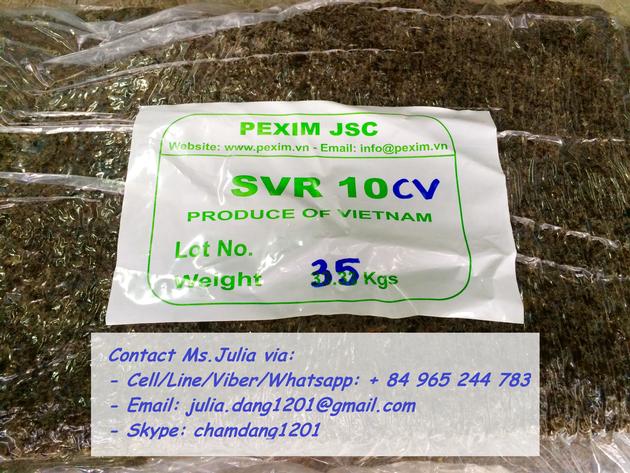 PEXIM JSC
Website: www.pexim.vn - Email: info@pexim.vn
SVR 10CV
PRODUCE OF VIETNAM
Lot No.
Weight 35 Kgs
Contact Ms.Julia via:
- Cell/Line/Viber/Whatsapp: + 84 965 244 783
- Email: julia.dang1201@gmail.com
- Skype: chamdang1201